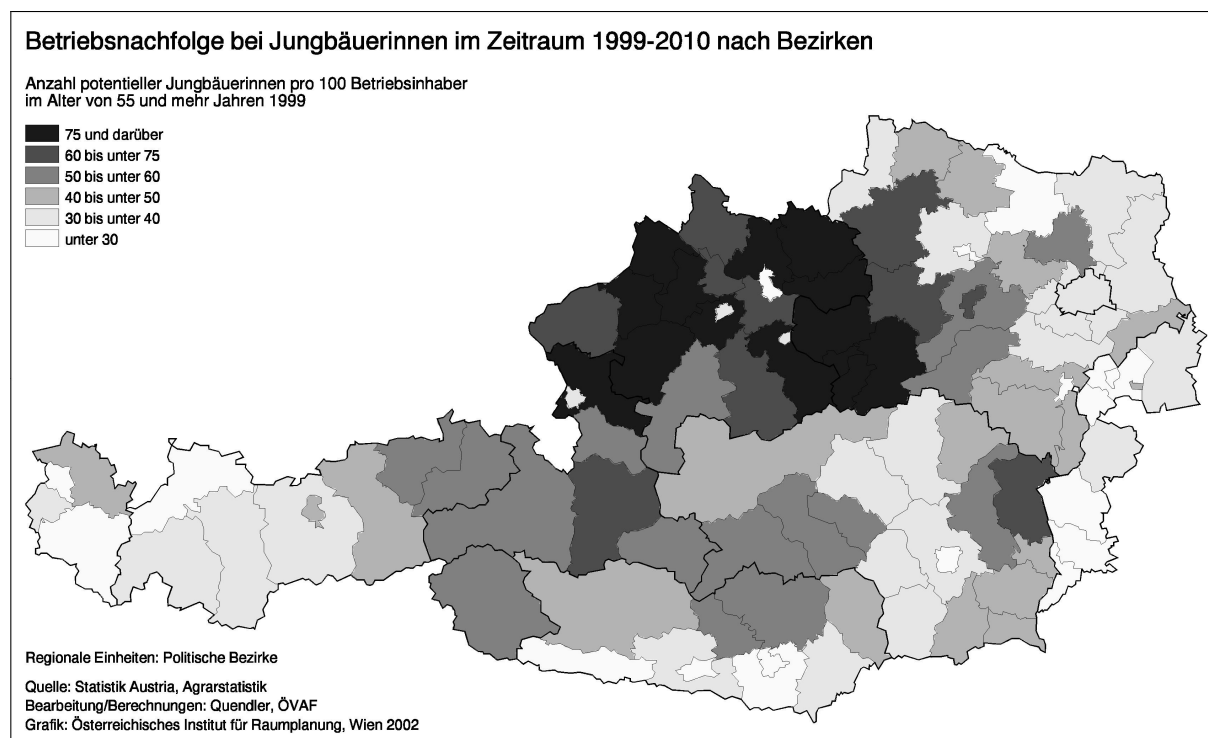 Betriebsnachfolge bei Jungbäuerinnen im Zeitraum 1999-2010 nach Bezirken
Anzahl potentieller Jungbäuerinnen pro 100 Betriebsinhaber
im Alter von 55 und mehr Jahren 1999
75 und darüber
60 bis unter 75
50 bis unter 60
40 bis unter 50
30 bis unter 40
unter 30
Regionale Einheiten: Politische Bezirke
Quelle: Statistik Austria, Agrarstatistik
Bearbeitung/Berechnungen: Quendler, ÖVAF
Grafik: Österreichisches Institut für Raumplanung, Wien 2002